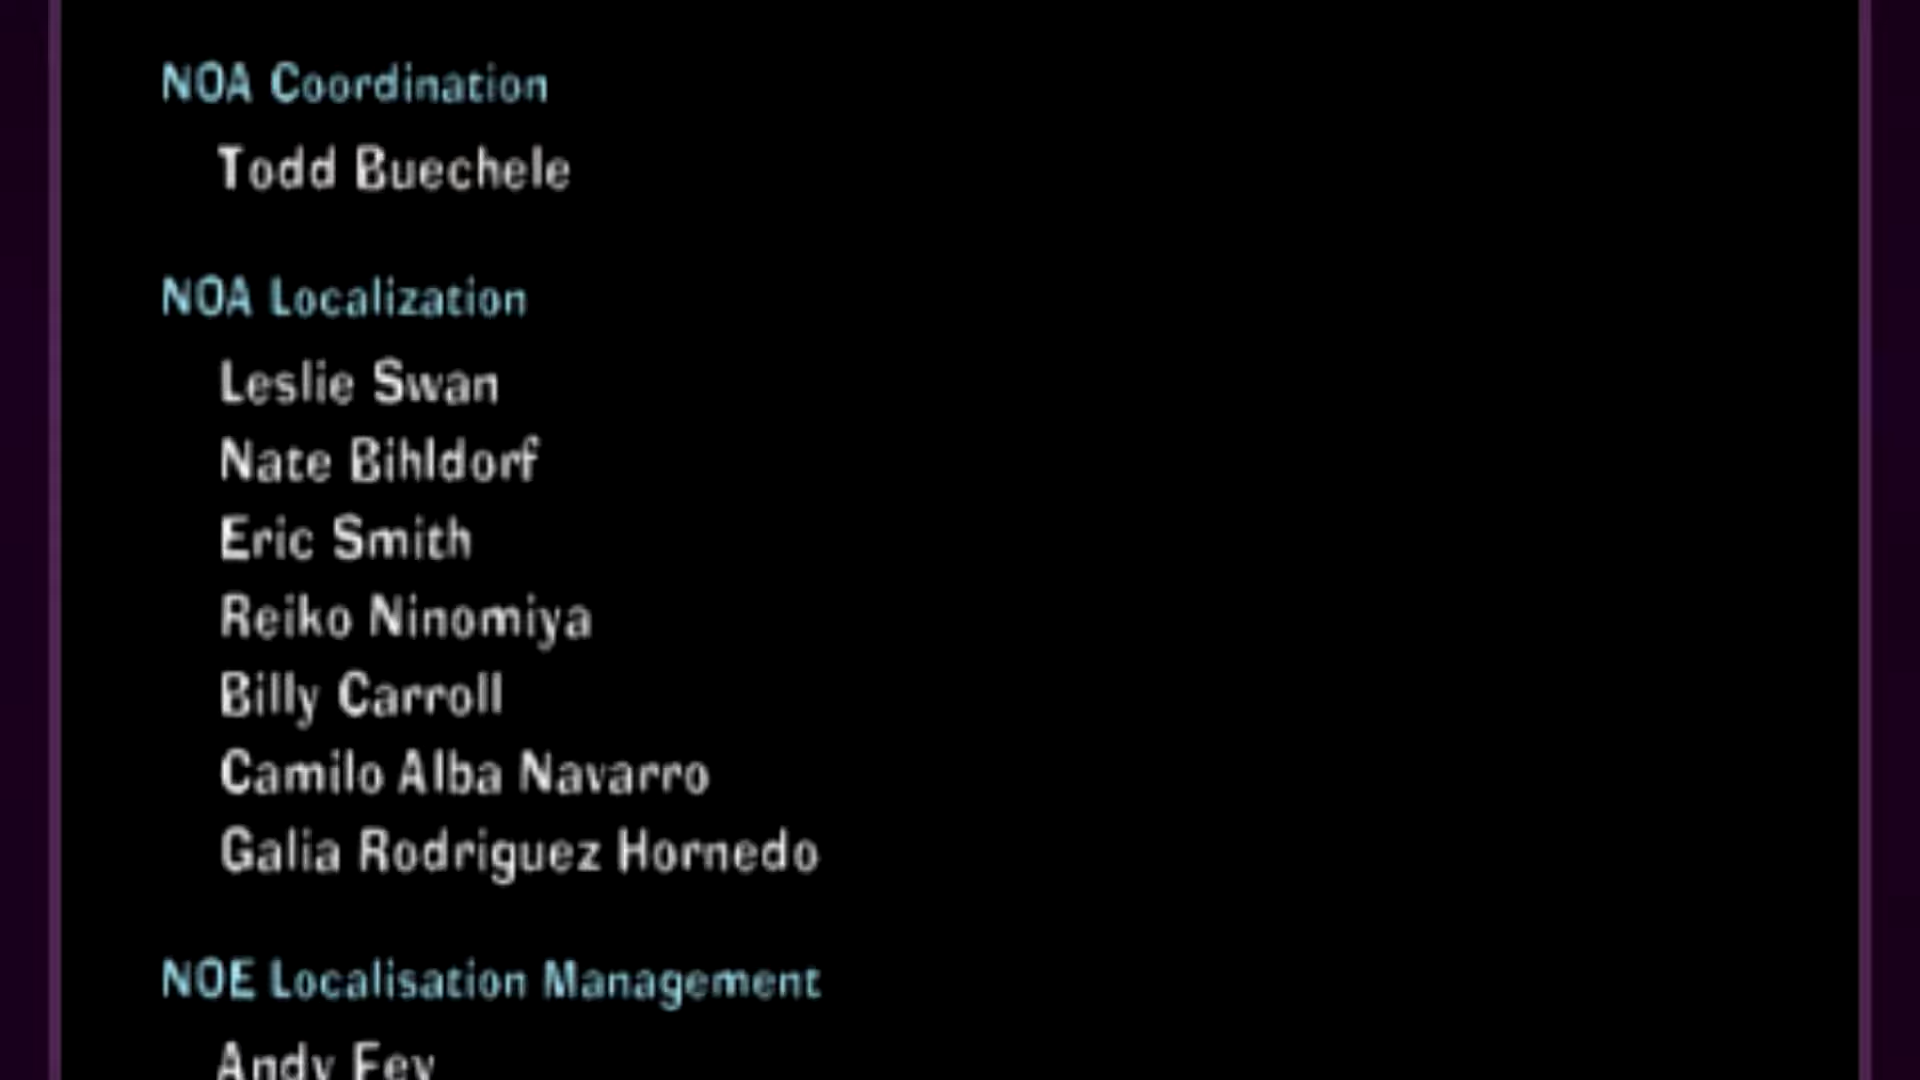 NOA Coordination
Todd Buechele
NOA Localization
Leslie Swan
Nate Bihldorf
Eric Smith
Reiko Ninomiya
Billy Carroll
Camilo Alba Navarro
Galia Rodriguez Hornedo
NOE Localisation Management
Andy Fey